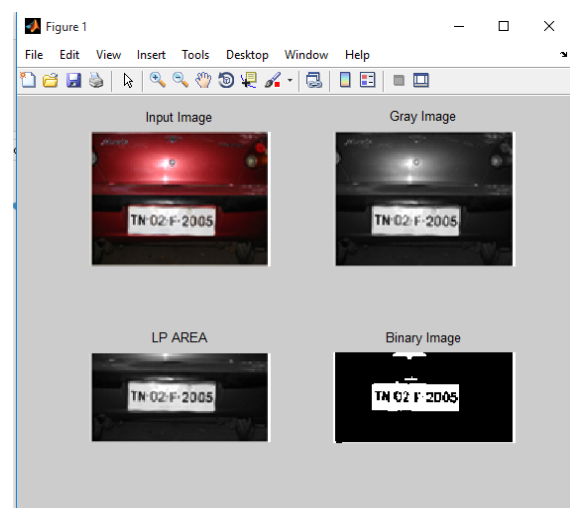 Figure 1
File Edit View Insert Tools Desktop Window Help
Input Image
Gray Image
TN·02·F·2005
TN·02·F·2005
LP AREA
Binary Image
TN·02·F·2005
TN 02 F·2005